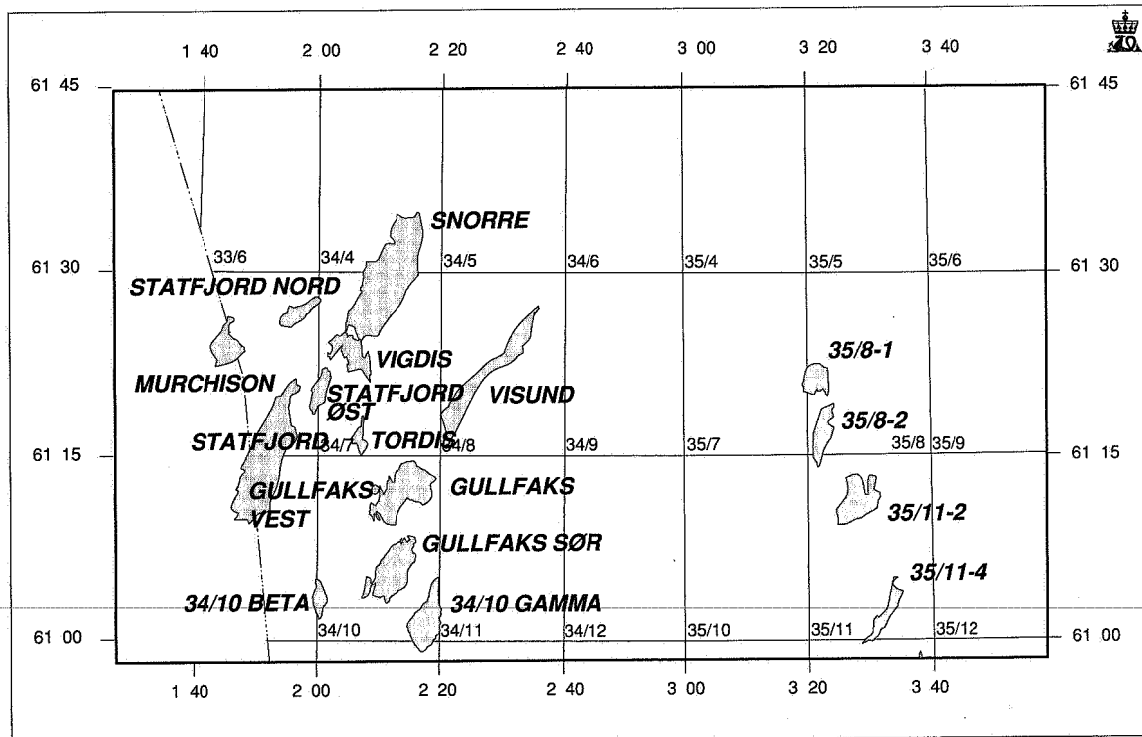 1 40 2 00 2 20 2 40 3 00 3 20 3 40
61 45 61 45
SNORRE
33/6 34/4 34/5 34/6 35/4 35/5 35/6
61 30 61 30
STATFJORD NORD
35/8-1
VIGDIS
MURCHISON
STATFJORD
ØST
VISUND
35/8-2
STATFJORD
34/7 TORDIS 34/8 34/9 35/7 35/8 35/9
61 15 61 15
GULLFAKS
VEST
GULLFAKS
35/11-2
GULLFAKS SØR
35/11-4
34/10 BETA
34/10 GAMMA
34/10 34/11 34/12 35/10 35/11 35/12
61 00 61 00
1 40 2 00 2 20 2 40 3 00 3 20 3 40